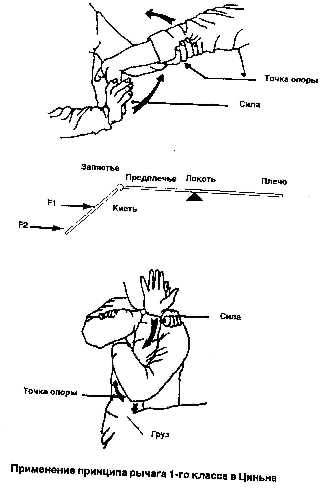 Точка опоры
Сила
Запястье
Предплечье Локоть Плечо
F1
Кисть
F2
Сила
Точка опоры
Груз
Применение принципа рычага 1-го класса в Циньна